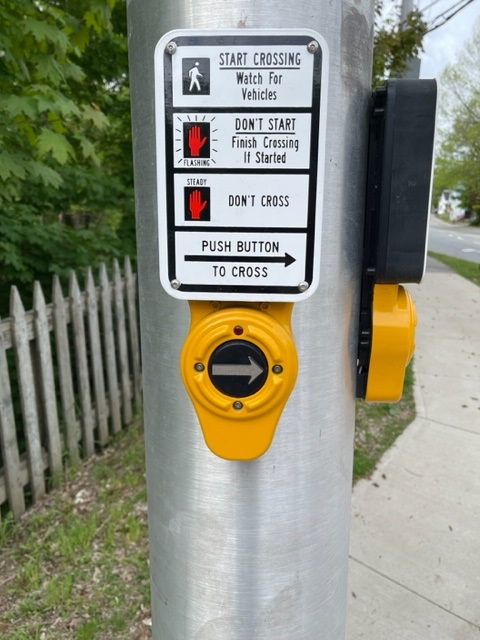 START CROSSING
Watch For
Vehicles
FLASHING
DON'T START
Finish Crossing
If Started
STEADY
DON'T CROSS
PUSH BUTTON
TO CROSS